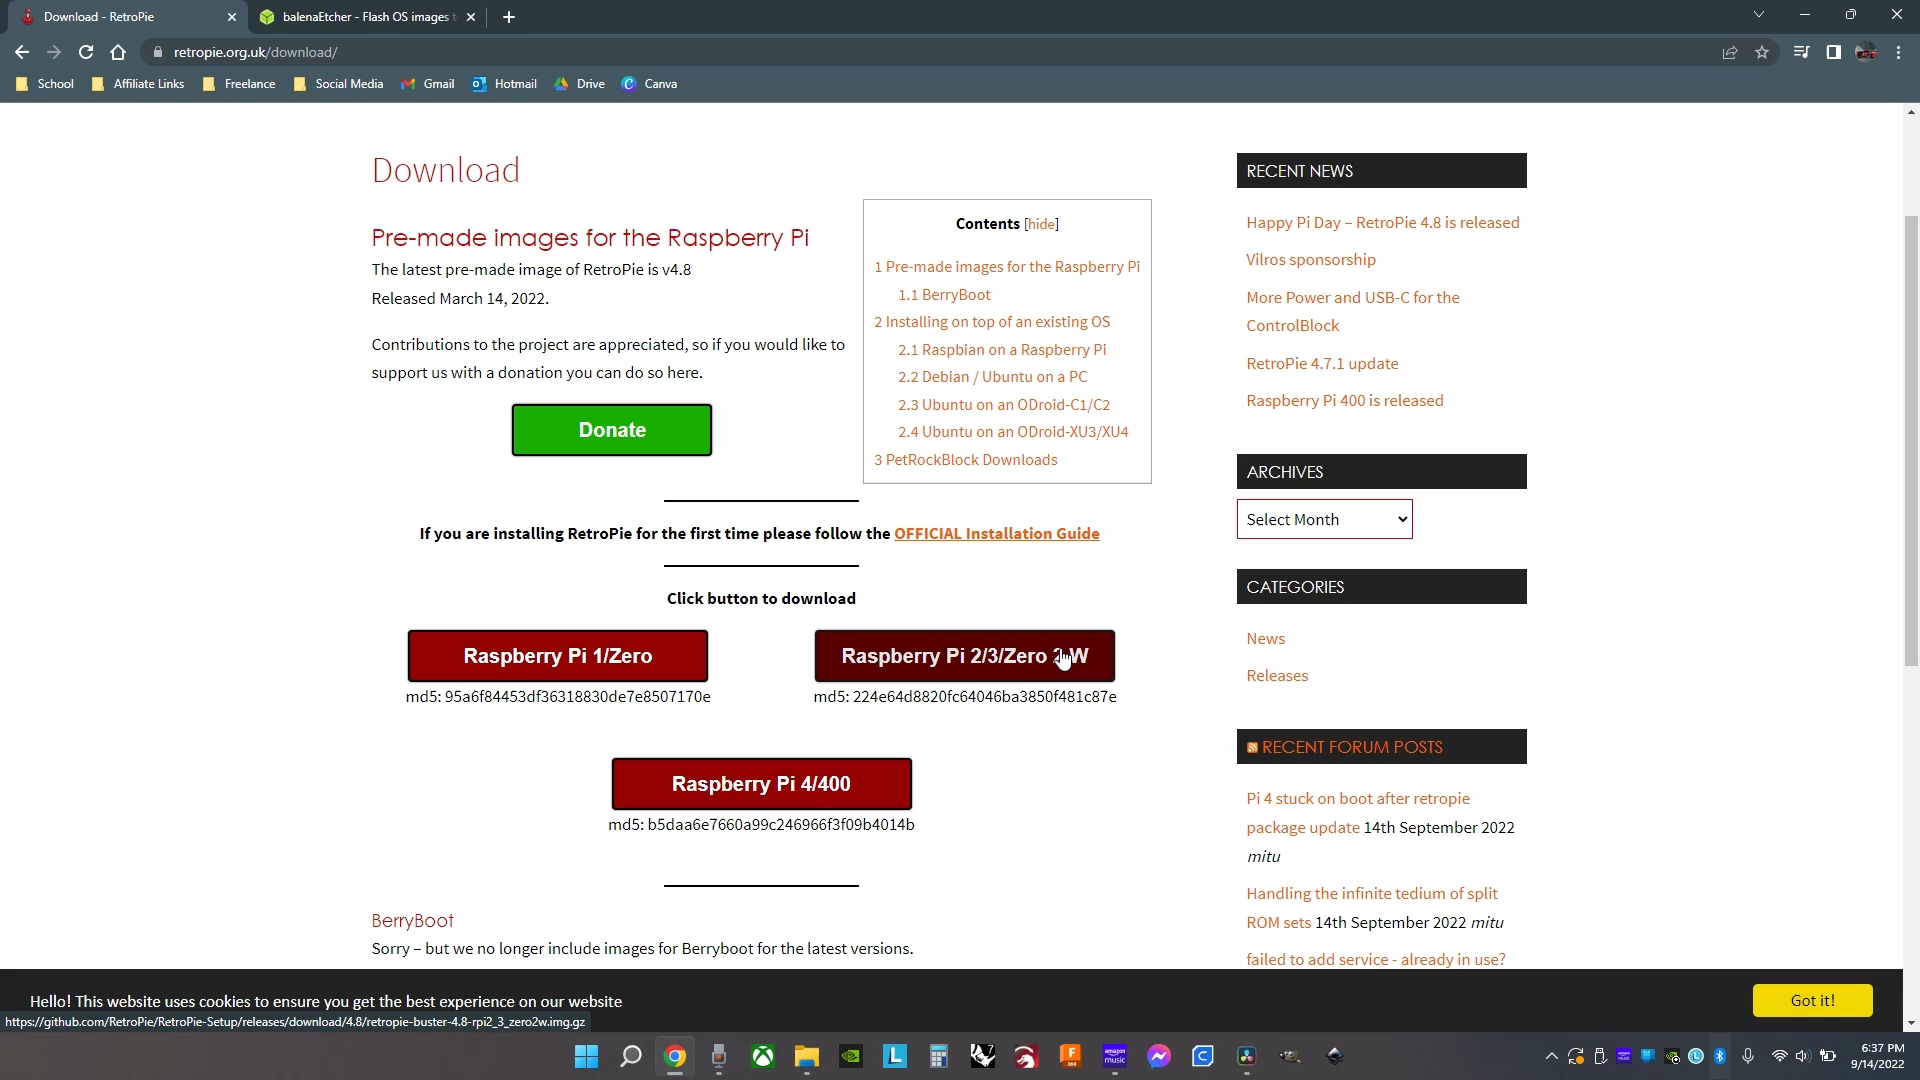 Download - RetroPie
balenaEtcher - Flash OS images t
retropie.org.uk/download/
School
Affiliate Links
Freelance
Social Media
Gmail
Hotmail
Drive
Canva
Download
Pre-made images for the Raspberry Pi
The latest pre-made image of RetroPie is v4.8
Released March 14, 2022.
Contributions to the project are appreciated, so if you would like to
support us with a donation you can do so here.
Donate
Contents [hide]
1 Pre-made images for the Raspberry Pi
1.1 BerryBoot
2 Installing on top of an existing OS
2.1 Raspbian on a Raspberry Pi
2.2 Debian / Ubuntu on a PC
2.3 Ubuntu on an ODroid-C1/C2
2.4 Ubuntu on an ODroid-XU3/XU4
3 PetRockBlock Downloads
If you are installing RetroPie for the first time please follow the OFFICIAL Installation Guide
Click button to download
Raspberry Pi 1/Zero
md5: 95a6f84453df36318830de7e8507170e
Raspberry Pi 2/3/Zero 2 W
md5: 224e64d8820fc64046ba3850f481c87e
Raspberry Pi 4/400
md5: b5daa6e7660a99c246966f3f09b4014b
BerryBoot
Sorry – but we no longer include images for Berryboot for the latest versions.
RECENT NEWS
Happy Pi Day – RetroPie 4.8 is released
Vilros sponsorship
More Power and USB-C for the
ControlBlock
RetroPie 4.7.1 update
Raspberry Pi 400 is released
ARCHIVES
Select Month
CATEGORIES
News
Releases
RECENT FORUM POSTS
Pi 4 stuck on boot after retropie
package update 14th September 2022
mitu
Handling the infinite tedium of split
ROM sets 14th September 2022 mitu
failed to add service - already in use?
Hello! This website uses cookies to ensure you get the best experience on our website
Got it!
https://github.com/RetroPie/RetroPie-Setup/releases/download/4.8/retropie-buster-4.8-rpi2_3_zero2w.img.gz
6:37 PM
9/14/2022